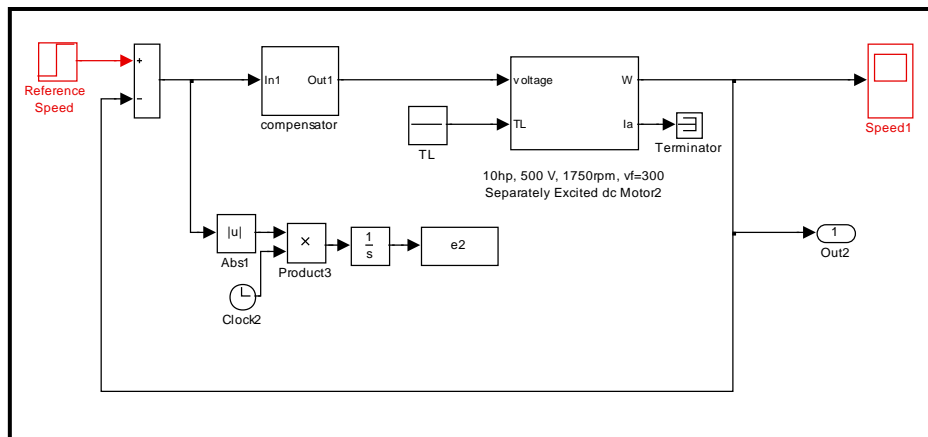 Reference
Speed
+
−
In1
Out1
compensator
TL
voltage
TL
W
Ia
10hp, 500 V, 1750rpm, vf=300
Separately Excited dc Motor2
Terminator
Speed1
|u|
Abs1
×
Product3
1
s
e2
Clock2
1
Out2